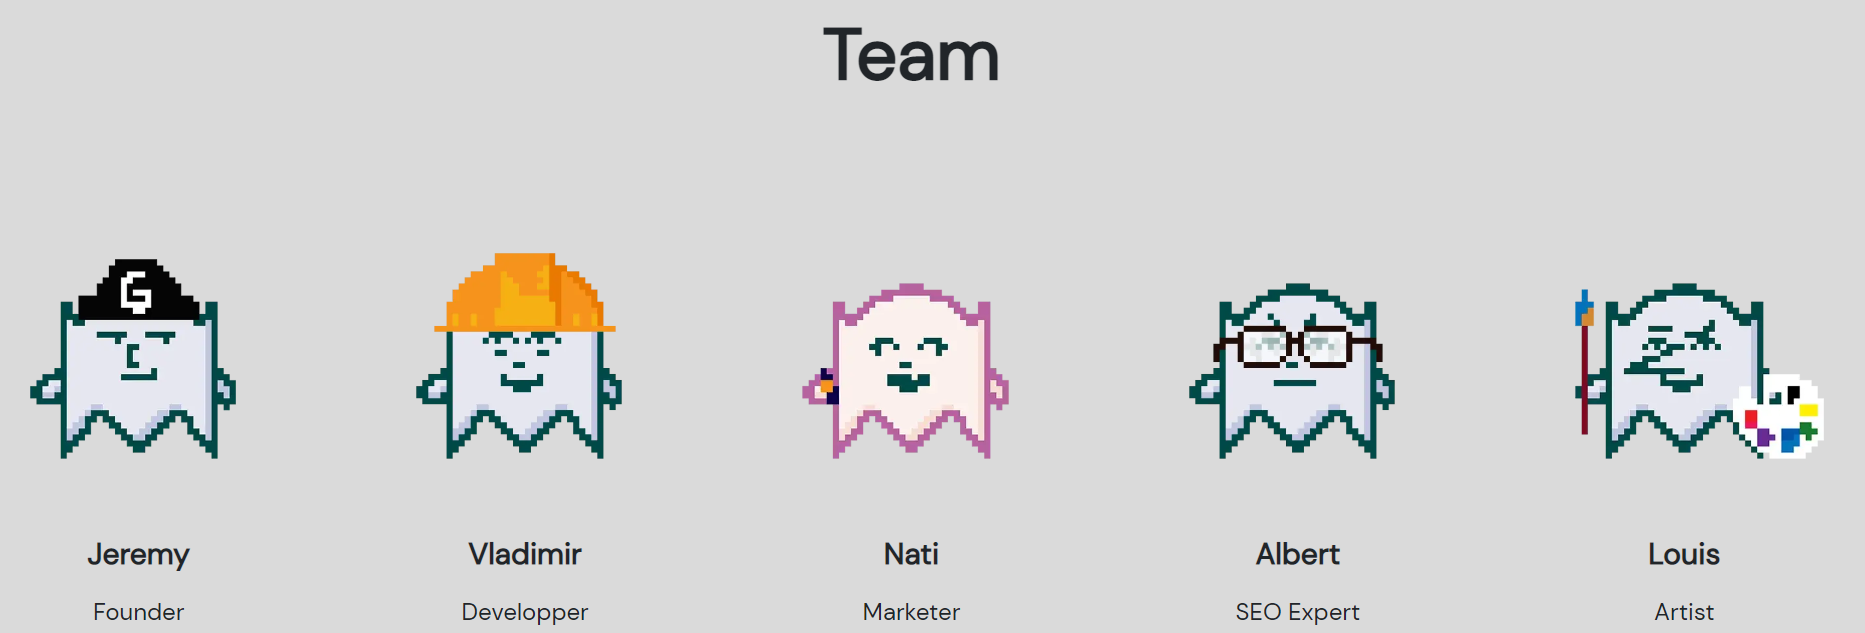 Team
G
Jeremy
Vladimir
Nati
Albert
Louis
Founder
Developper
Marketer
SEO Expert
Artist